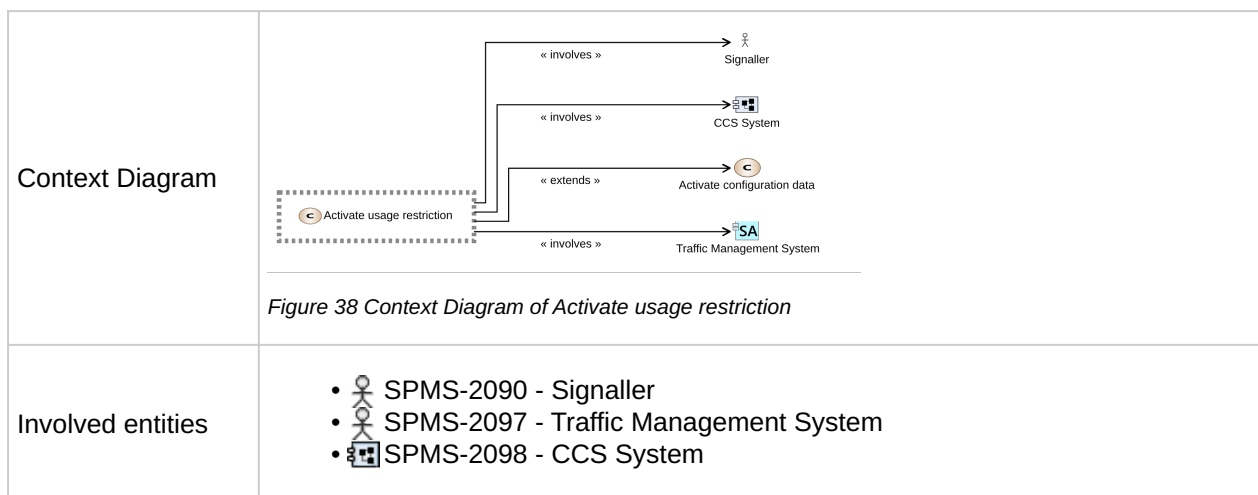 « involves »
Signaller
« involves »
CCS System
Context Diagram
« extends »
C
Activate configuration data
C Activate usage restriction
SA
« involves »
Traffic Management System
Figure 38 Context Diagram of Activate usage restriction
Involved entities
• SPMS-2090 - Signaller
• SPMS-2097 - Traffic Management System
• SPMS-2098 - CCS System